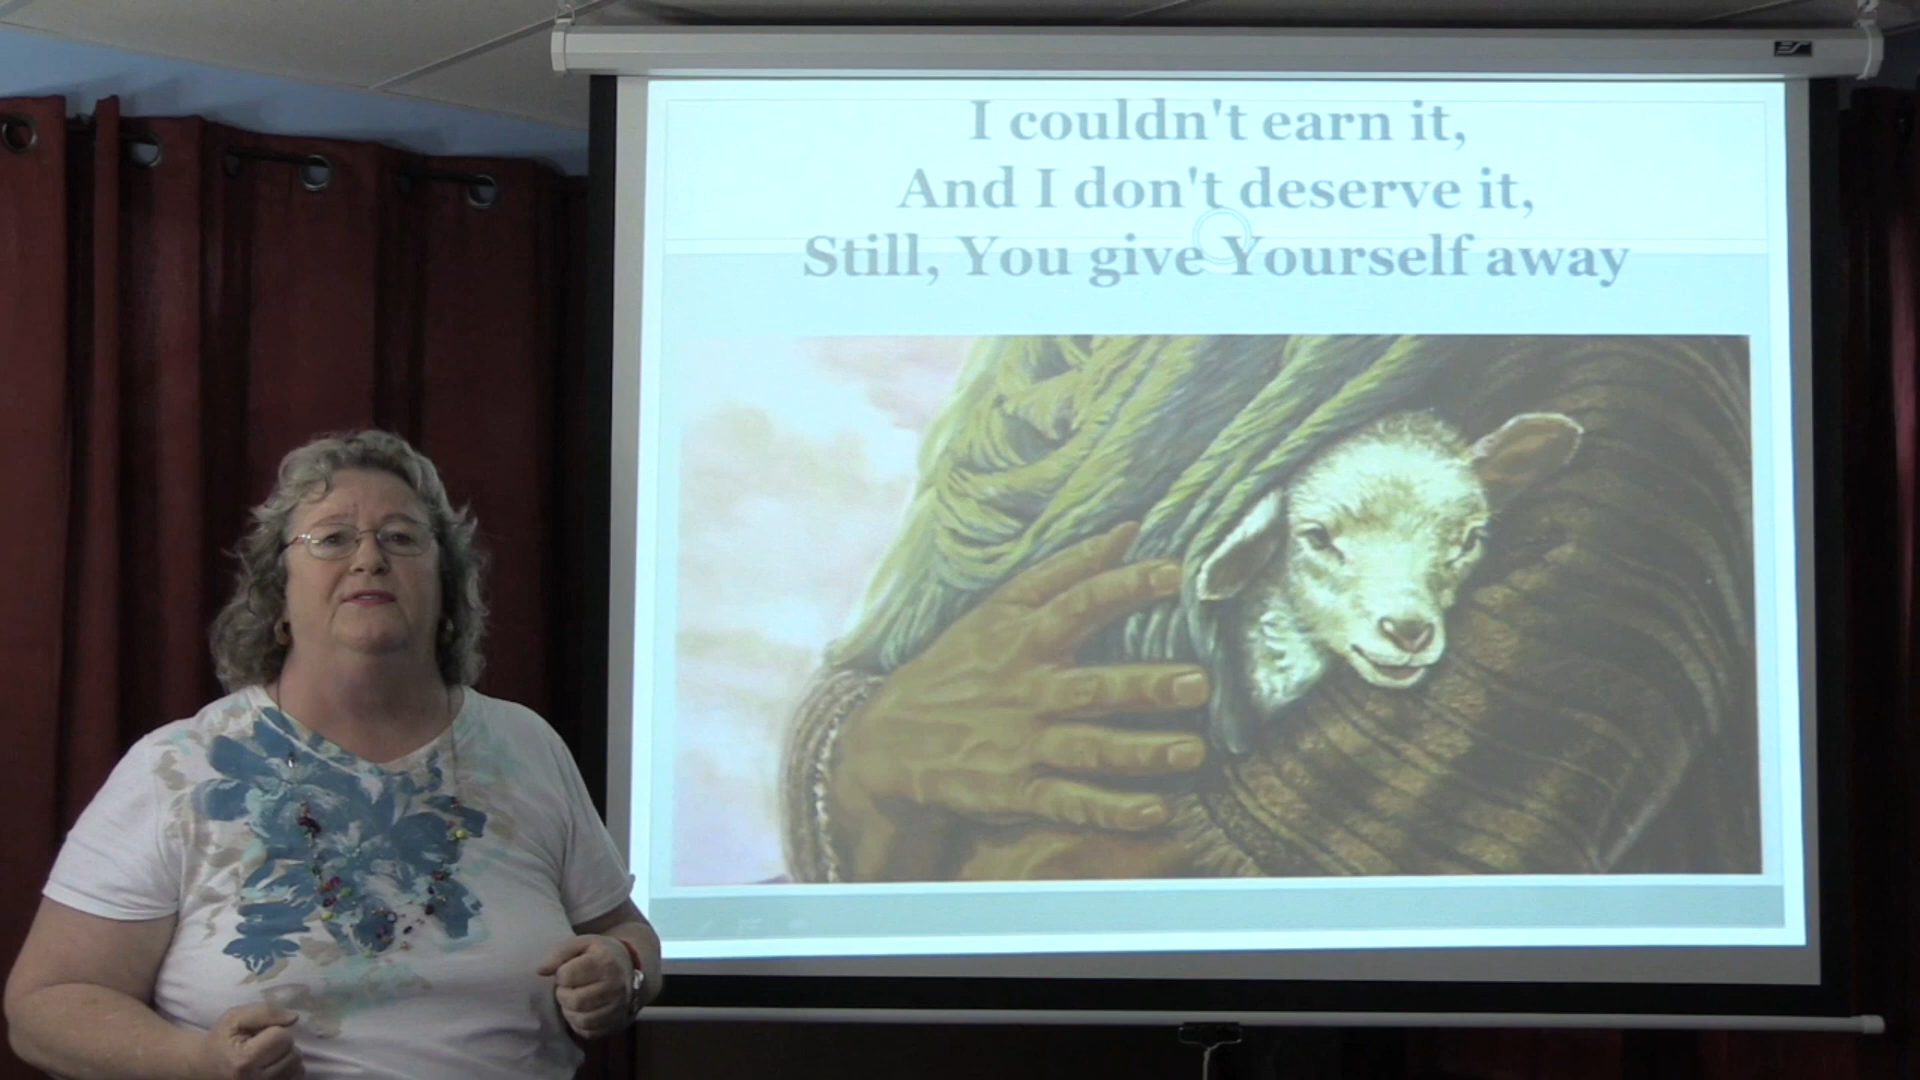 I couldn't earn it,
And I don't deserve it,
Still, You give Yourself away